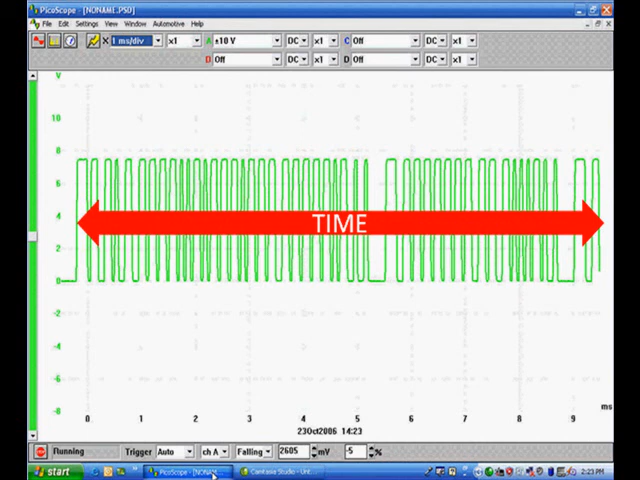 PicoScope - [NONAME.PSD]
File Edit Settings View Window Automotive Help
X 1 ms/div x1 A ±10 V DC x1 C Off DC x1
B Off DC x1 D Off DC x1
V
10
8
6
4
TIME
2
0
-2
-4
-6
-8
0 1 2 3 4 5 6 7 8 9 ms
23Oct2006 14:23
Running Trigger Auto ch A Falling 2605 mV -5 %
start PicoScope - [NONAM... Camtasia Studio - Unt... 2:23 PM